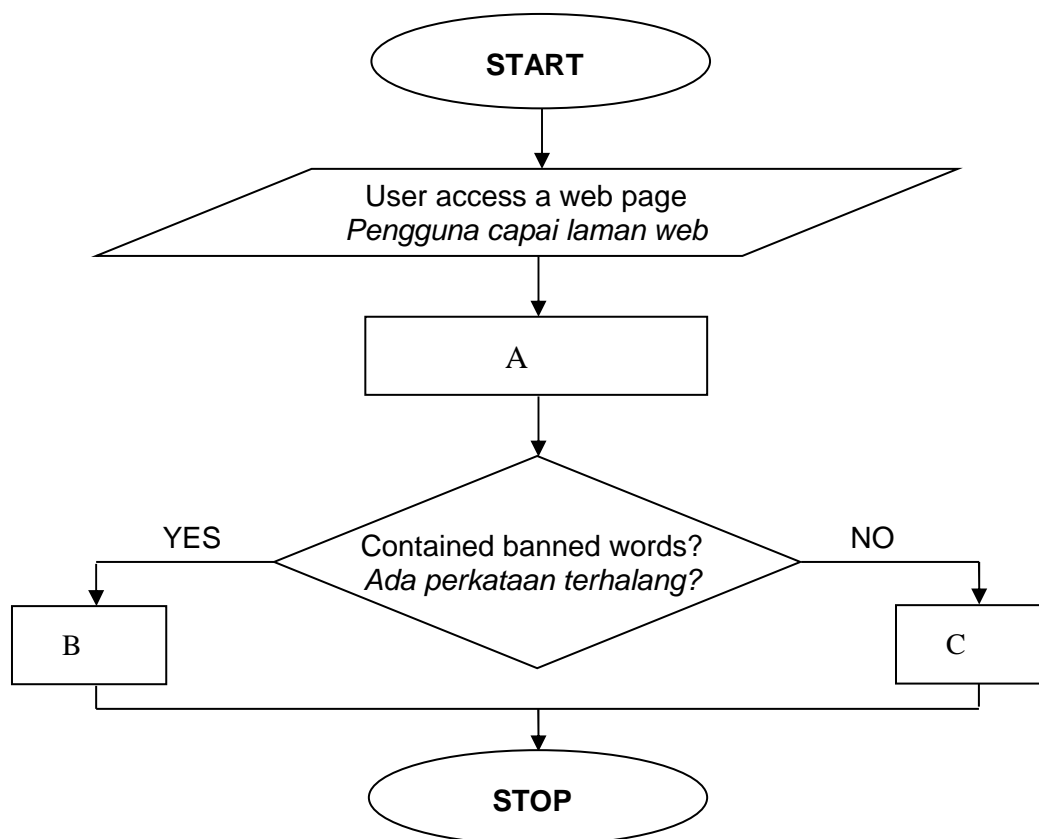 START
User access a web page
Pengguna capai laman web
A
YES
NO
Contained banned words?
Ada perkataan terhalang?
B
C
STOP